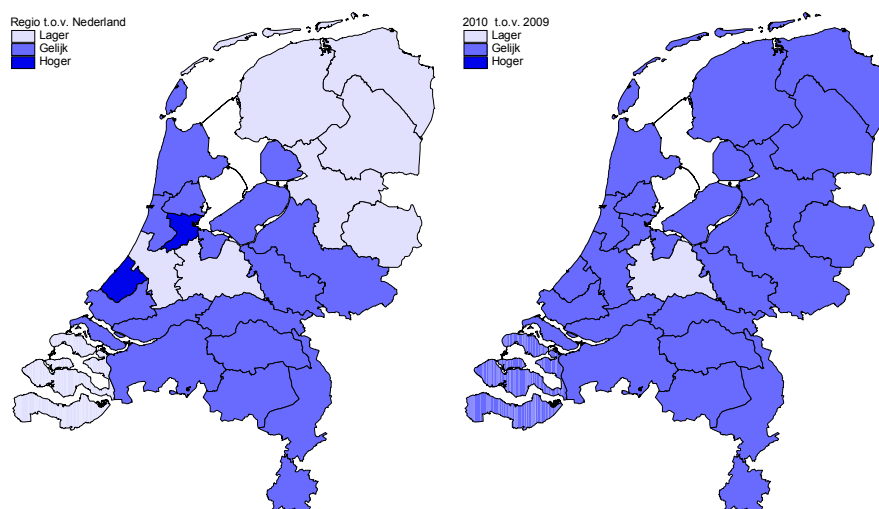 Regio t.o.v. Nederland
Lager
Gelijk
Hoger
2010 t.o.v. 2009
Lager
Gelijk
Hoger